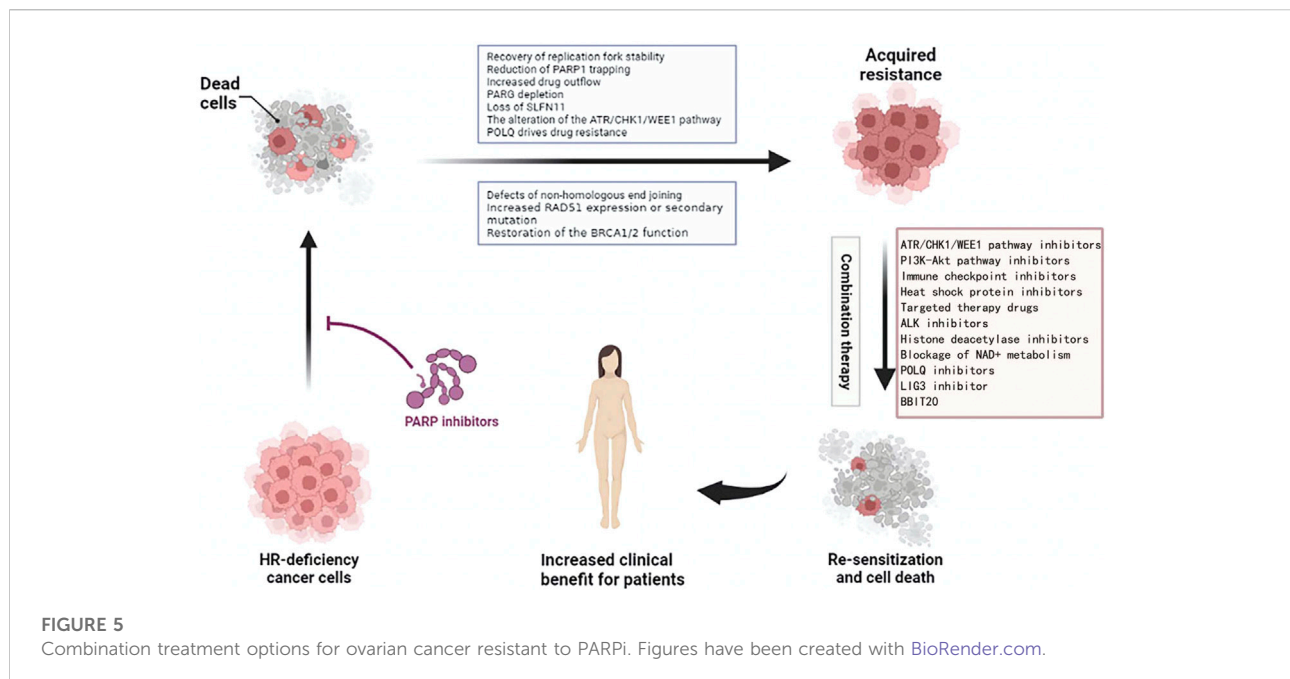 Dead
cells
Recovery of replication fork stability
Reduction of PARP1 trapping
Increased drug outflow
PARG depletion
Loss of SLFN11
The alteration of the ATR/CHK1/WEE1 pathway
POLQ drives drug resistance
Acquired
resistance
Defects of non-homologous end joining
Increased RAD51 expression or secondary
mutation
Restoration of the BRCA1/2 function
Combination therapy
ATR/CHK1/WEE1 pathway inhibitors
PI3K-Akt pathway inhibitors
Immune checkpoint inhibitors
Heat shock protein inhibitors
Targeted therapy drugs
ALK inhibitors
Histone deacetylase inhibitors
Blockage of NAD+ metabolism
POLQ inhibitors
LIG3 inhibitor
BBIT20
PARP inhibitors
HR-deficiency
cancer cells
Increased clinical
benefit for patients
Re-sensitization
and cell death
FIGURE 5
Combination treatment options for ovarian cancer resistant to PARPi. Figures have been created with BioRender.com.